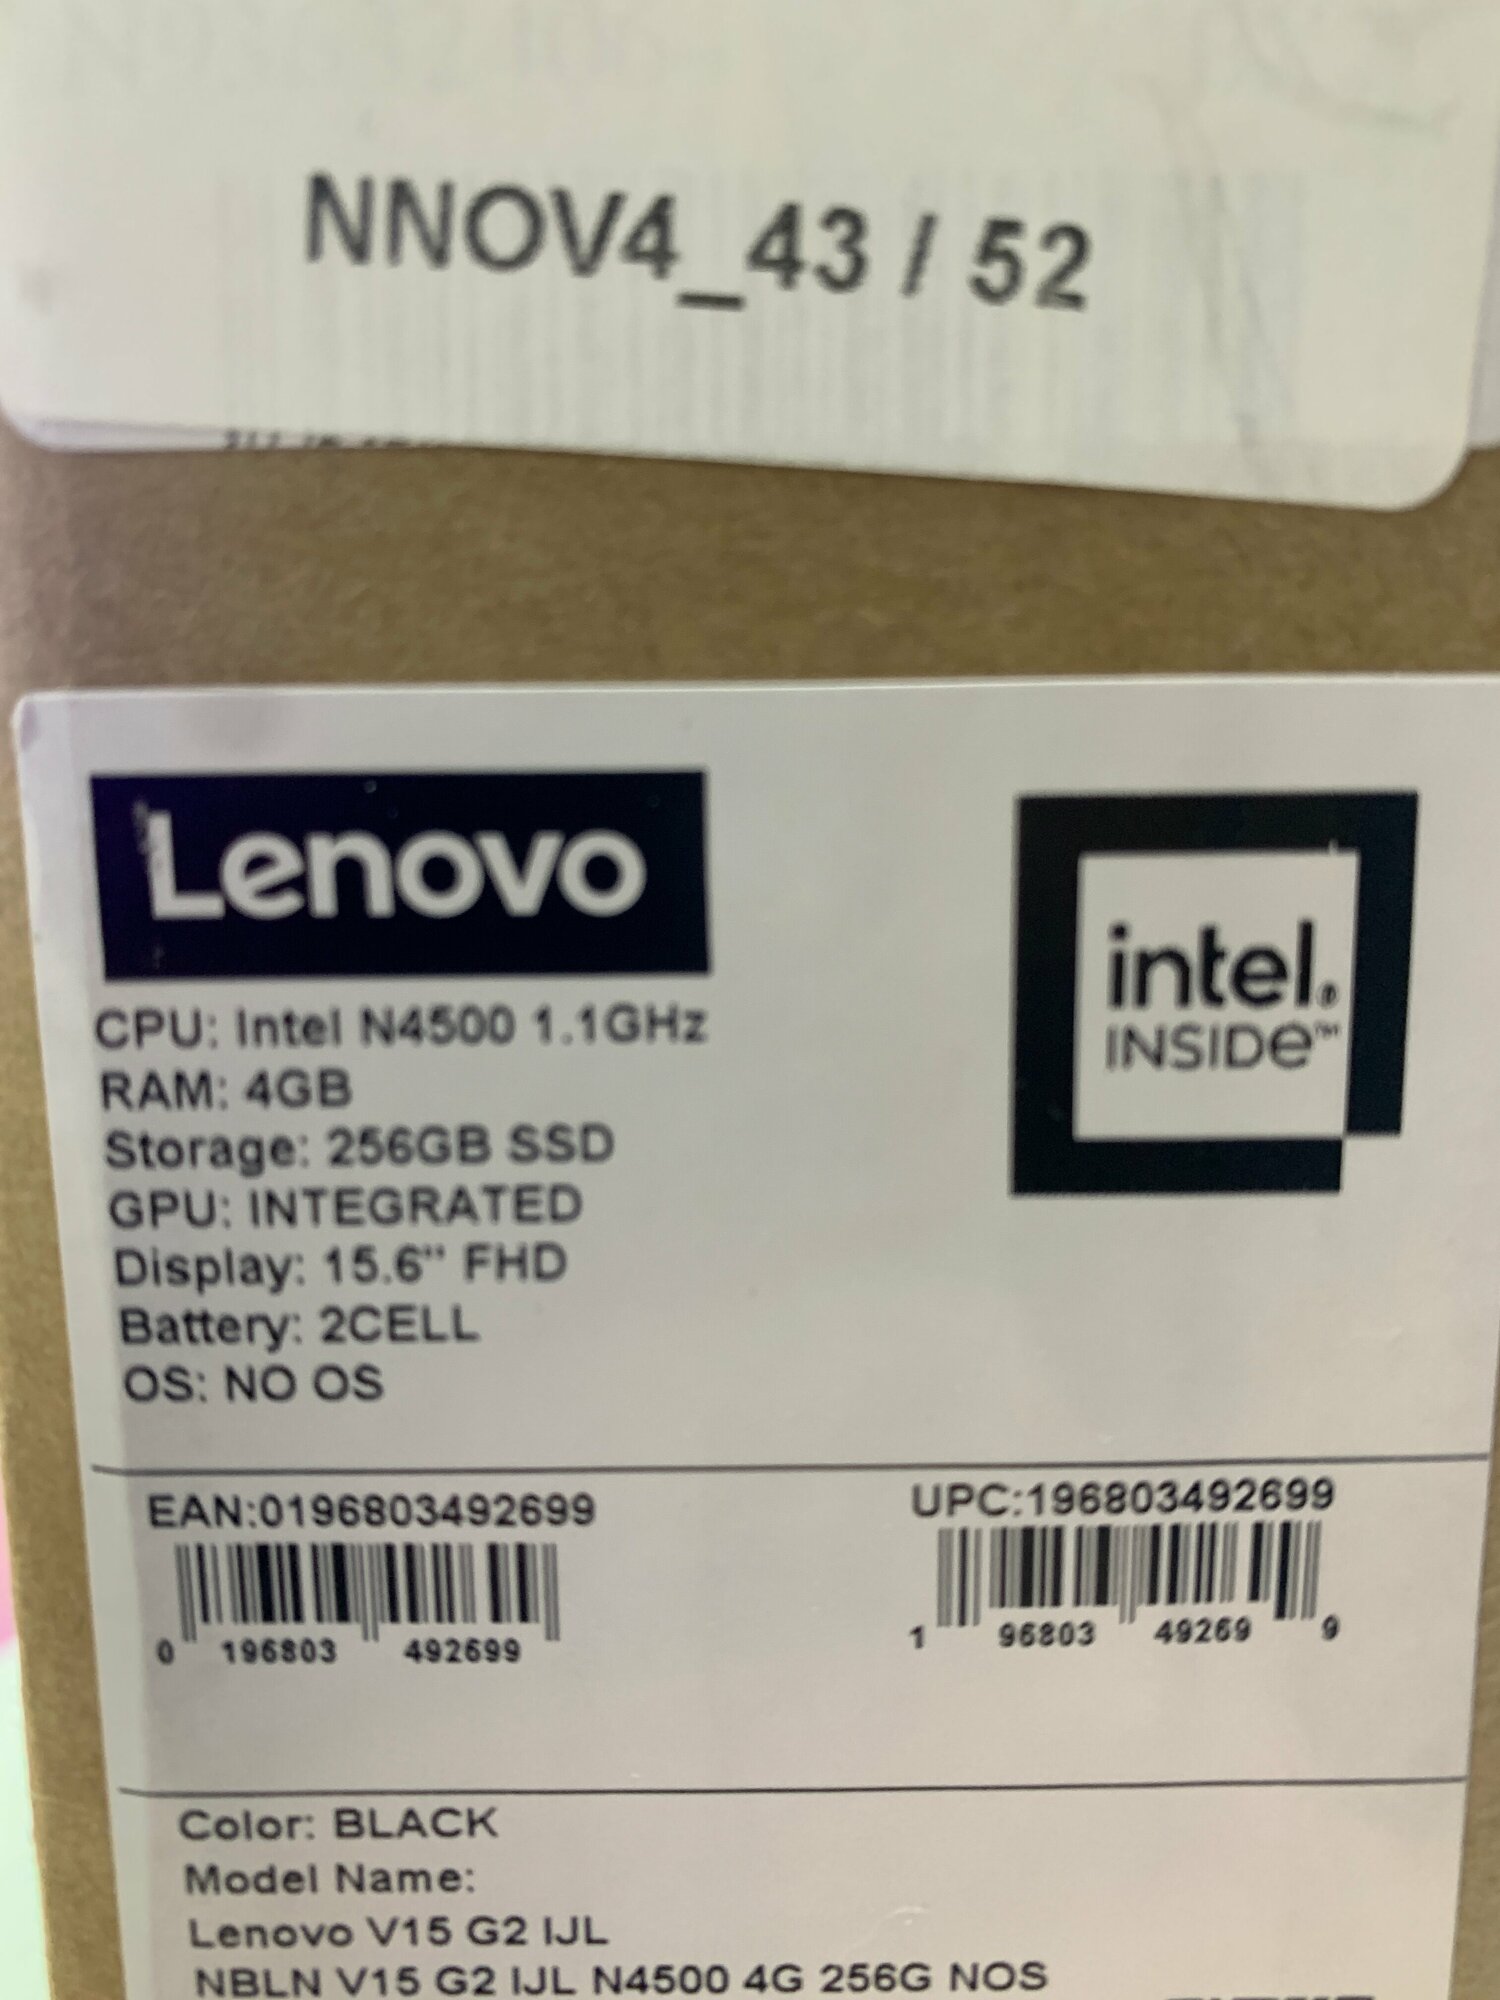 NNOV4_43 / 52
Lenovo
intel®
INSIDe™
CPU: Intel N4500 1.1GHz
RAM: 4GB
Storage: 256GB SSD
GPU: INTEGRATED
Display: 15.6" FHD
Battery: 2CELL
OS: NO OS
EAN:0196803492699
UPC:196803492699
0 196803 492699
1 96803 49269 9
Color: BLACK
Model Name:
Lenovo V15 G2 IJL
NBLN V15 G2 IJL N4500 4G 256G NOS